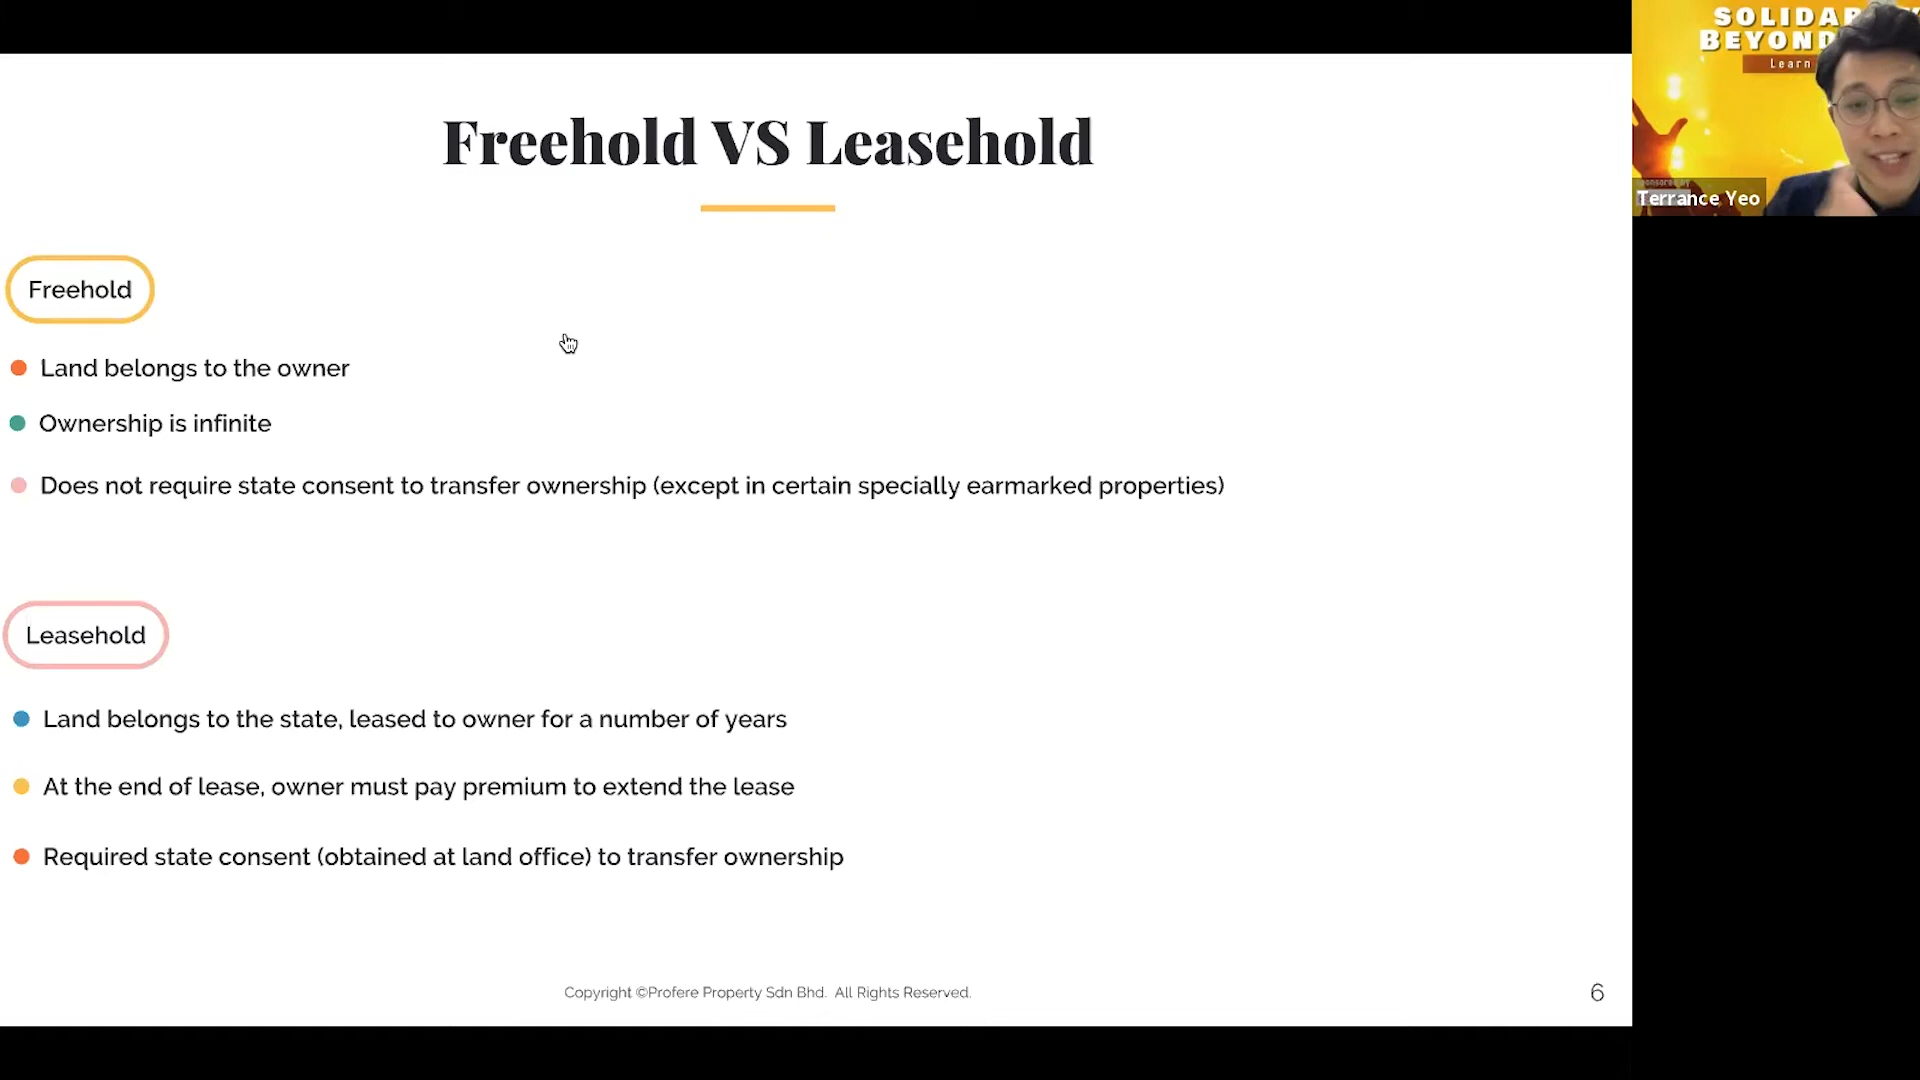 Freehold VS Leasehold
Freehold
Land belongs to the owner
Ownership is infinite
Does not require state consent to transfer ownership (except in certain specially earmarked properties)
Leasehold
Land belongs to the state, leased to owner for a number of years
At the end of lease, owner must pay premium to extend the lease
Required state consent (obtained at land office) to transfer ownership
Copyright ©Profere Property Sdn Bhd. All Rights Reserved.
6
Learn
Terrance Yeo